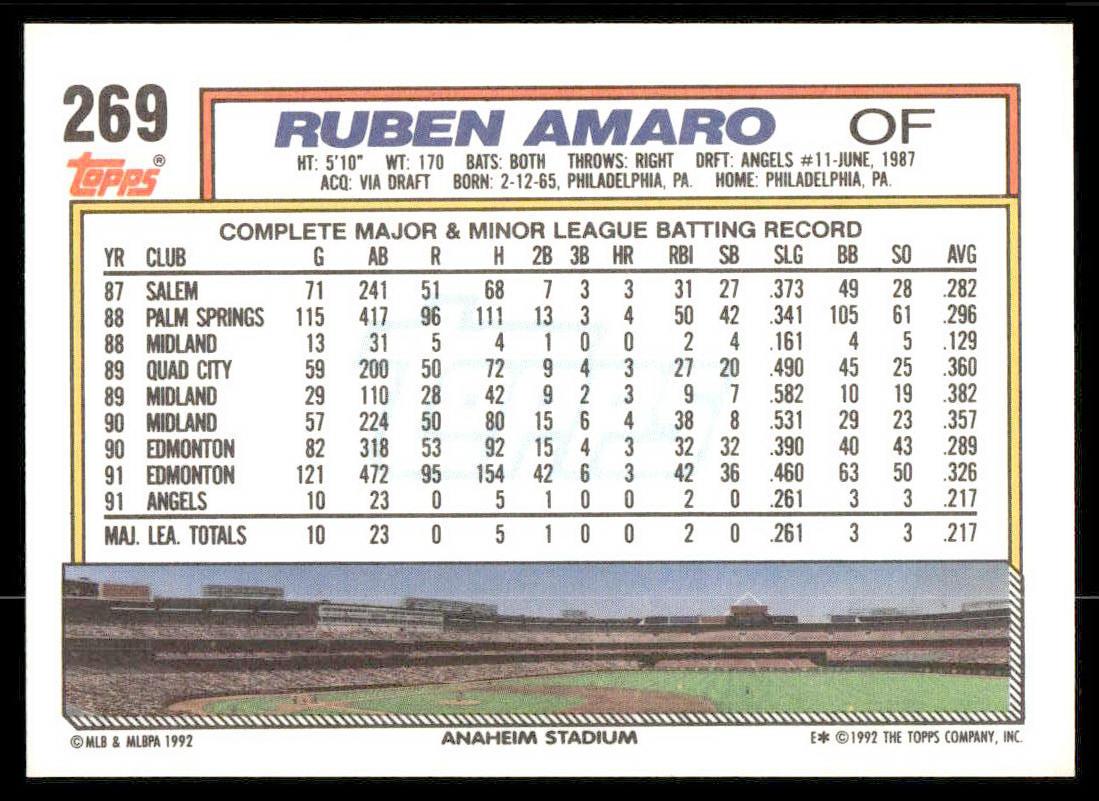 269
topps®
RUBEN AMARO OF
HT: 5'10" WT: 170 BATS: BOTH THROWS: RIGHT DRFT: ANGELS #11-JUNE, 1987
ACQ: VIA DRAFT BORN: 2-12-65, PHILADELPHIA, PA. HOME: PHILADELPHIA, PA.
COMPLETE MAJOR & MINOR LEAGUE BATTING RECORD
YR CLUB G AB R H 2B 3B HR RBI SB SLG BB SO AVG
87 SALEM 71 241 51 68 7 3 3 31 27 .373 49 28 .282
88 PALM SPRINGS 115 417 96 111 13 3 4 50 42 .341 105 61 .296
88 MIDLAND 13 31 5 4 1 0 0 2 4 .161 4 5 .129
89 QUAD CITY 59 200 50 72 9 4 3 27 20 .490 45 25 .360
89 MIDLAND 29 110 28 42 9 2 3 9 7 .582 10 19 .382
90 MIDLAND 57 224 50 80 15 6 4 38 8 .531 29 23 .357
90 EDMONTON 82 318 53 92 15 4 3 32 32 .390 40 43 .289
91 EDMONTON 121 472 95 154 42 6 3 42 36 .460 63 50 .326
91 ANGELS 10 23 0 5 1 0 0 2 0 .261 3 3 .217
MAJ. LEA. TOTALS 10 23 0 5 1 0 0 2 0 .261 3 3 .217
© MLB & MLBPA 1992 ANAHEIM STADIUM E* © 1992 THE TOPPS COMPANY, INC.